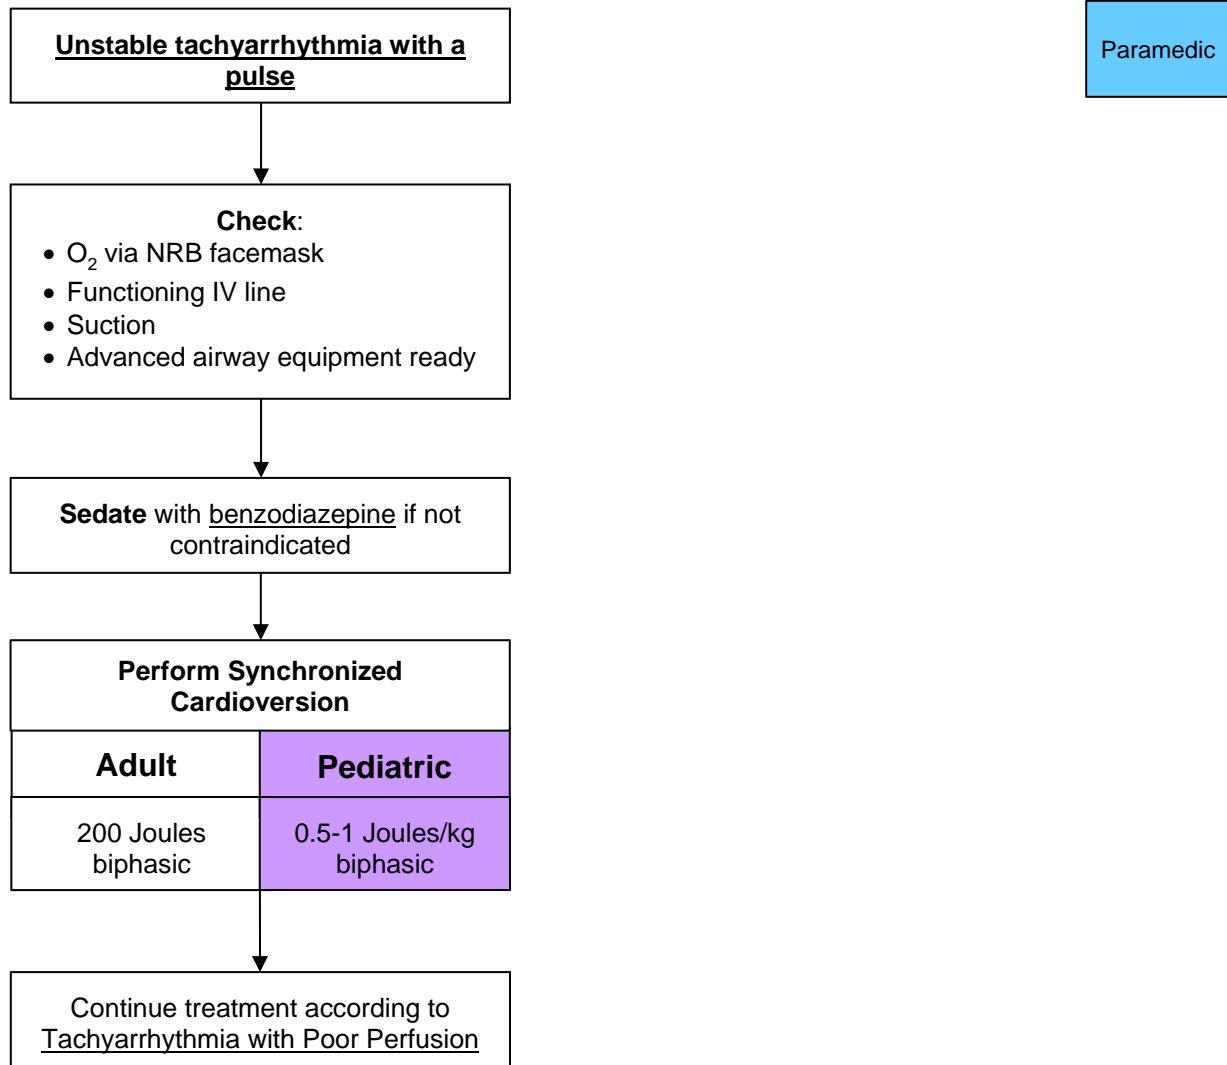 Unstable tachyarrhythmia with a
pulse
Paramedic
Check:
• O2 via NRB facemask
• Functioning IV line
• Suction
• Advanced airway equipment ready
Sedate with benzodiazepine if not
contraindicated
Perform Synchronized
Cardioversion
Adult
Pediatric
200 Joules
biphasic
0.5-1 Joules/kg
biphasic
Continue treatment according to
Tachyarrhythmia with Poor Perfusion